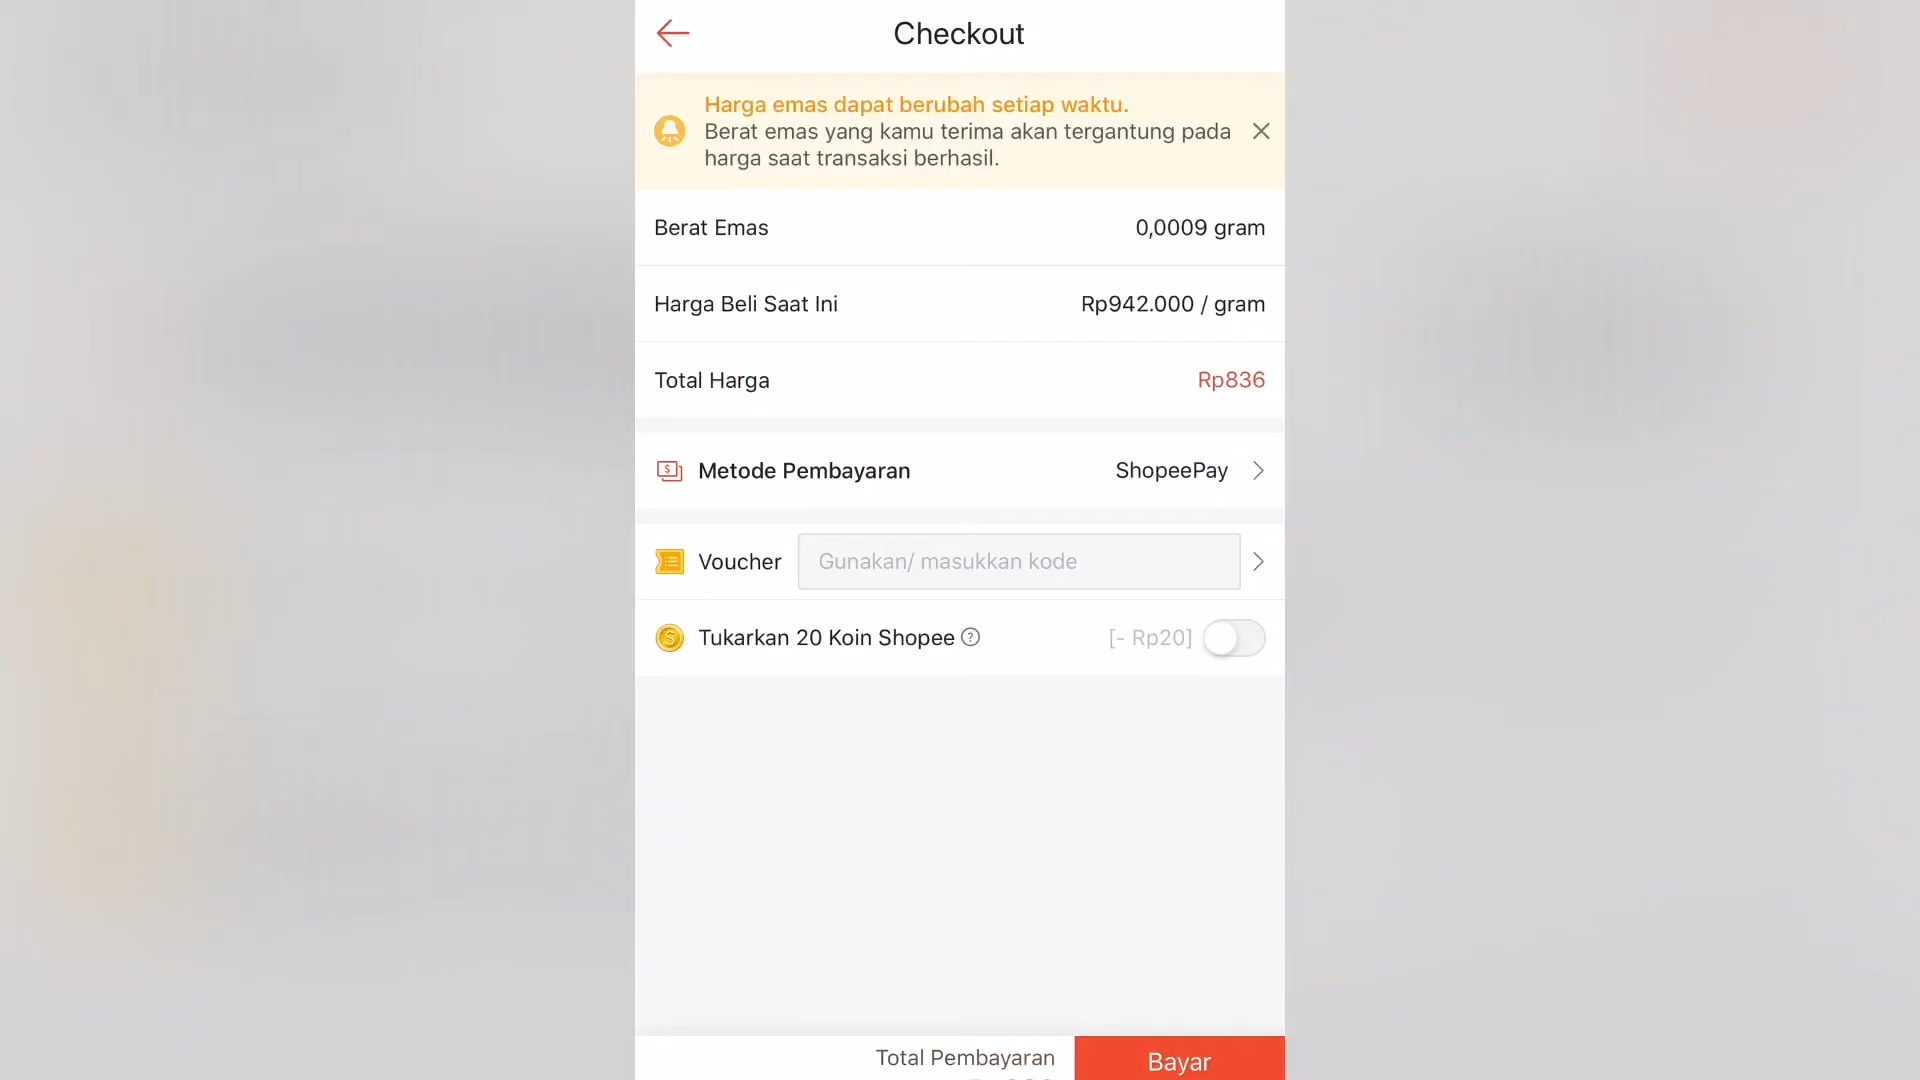 Checkout
Harga emas dapat berubah setiap waktu.
Berat emas yang kamu terima akan tergantung pada
harga saat transaksi berhasil.
Berat Emas 0,0009 gram
Harga Beli Saat Ini Rp942.000 / gram
Total Harga Rp836
Metode Pembayaran ShopeePay
Voucher Gunakan/ masukkan kode
Tukarkan 20 Koin Shopee ? [- Rp20]
Total Pembayaran
Bayar